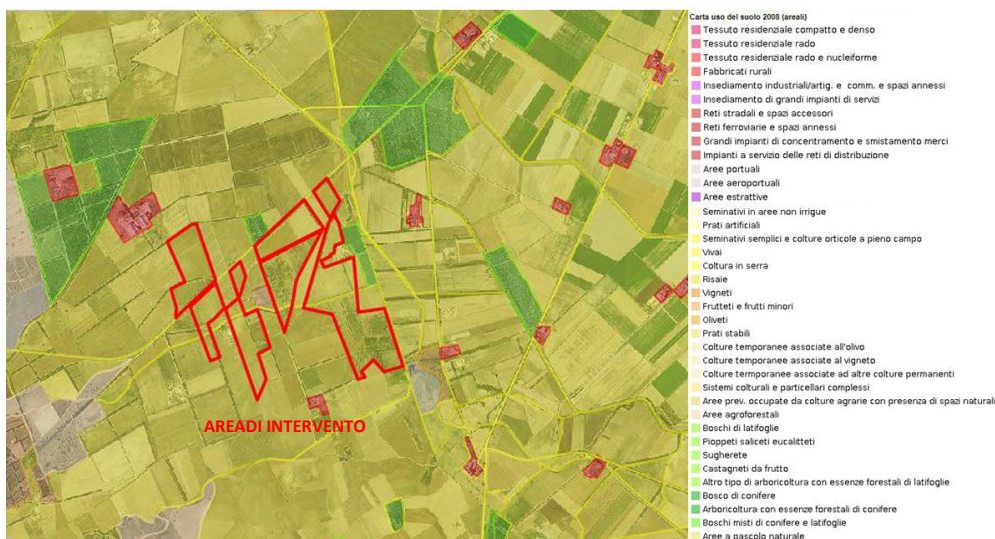 Carta uso del suolo 2008 (areali)
Tessuto residenziale compatto e denso
Tessuto residenziale rado
Tessuto residenziale rado e nucleiforme
Fabbricati rurali
Insediamento industriali/artig. e comm. e spazi annessi
Insediamento di grandi impianti di servizi
Reti stradali e spazi accessori
Reti ferroviarie e spazi annessi
Grandi impianti di concentramento e smistamento merci
Impianti a servizio delle reti di distribuzione
Aree portuali
Aree aeroportuali
Aree estrattive
Seminativi in aree non irrigue
Prati artificiali
Seminativi semplici e colture orticole a pieno campo
Vivai
Coltura in serra
Risaie
Vigneti
Frutteti e frutti minori
Oliveti
Prati stabili
Colture temporanee associate all'olivo
Colture temporanee associate al vigneto
Colture termporanee associate ad altre colture permanenti
Sistemi colturali e particellari complessi
Aree prev. occupate da colture agrarie con presenza di spazi naturali
Aree agroforestali
Boschi di latifoglie
Pioppeti saliceti eucalitteti
Sugherete
Castagneti da frutto
Altro tipo di arboricoltura con essenze forestali di latifoglie
Bosco di conifere
Arboricoltura con essenze forestali di conifere
Boschi misti di conifere e latifoglie
Aree a pascolo naturale
AREADI INTERVENTO